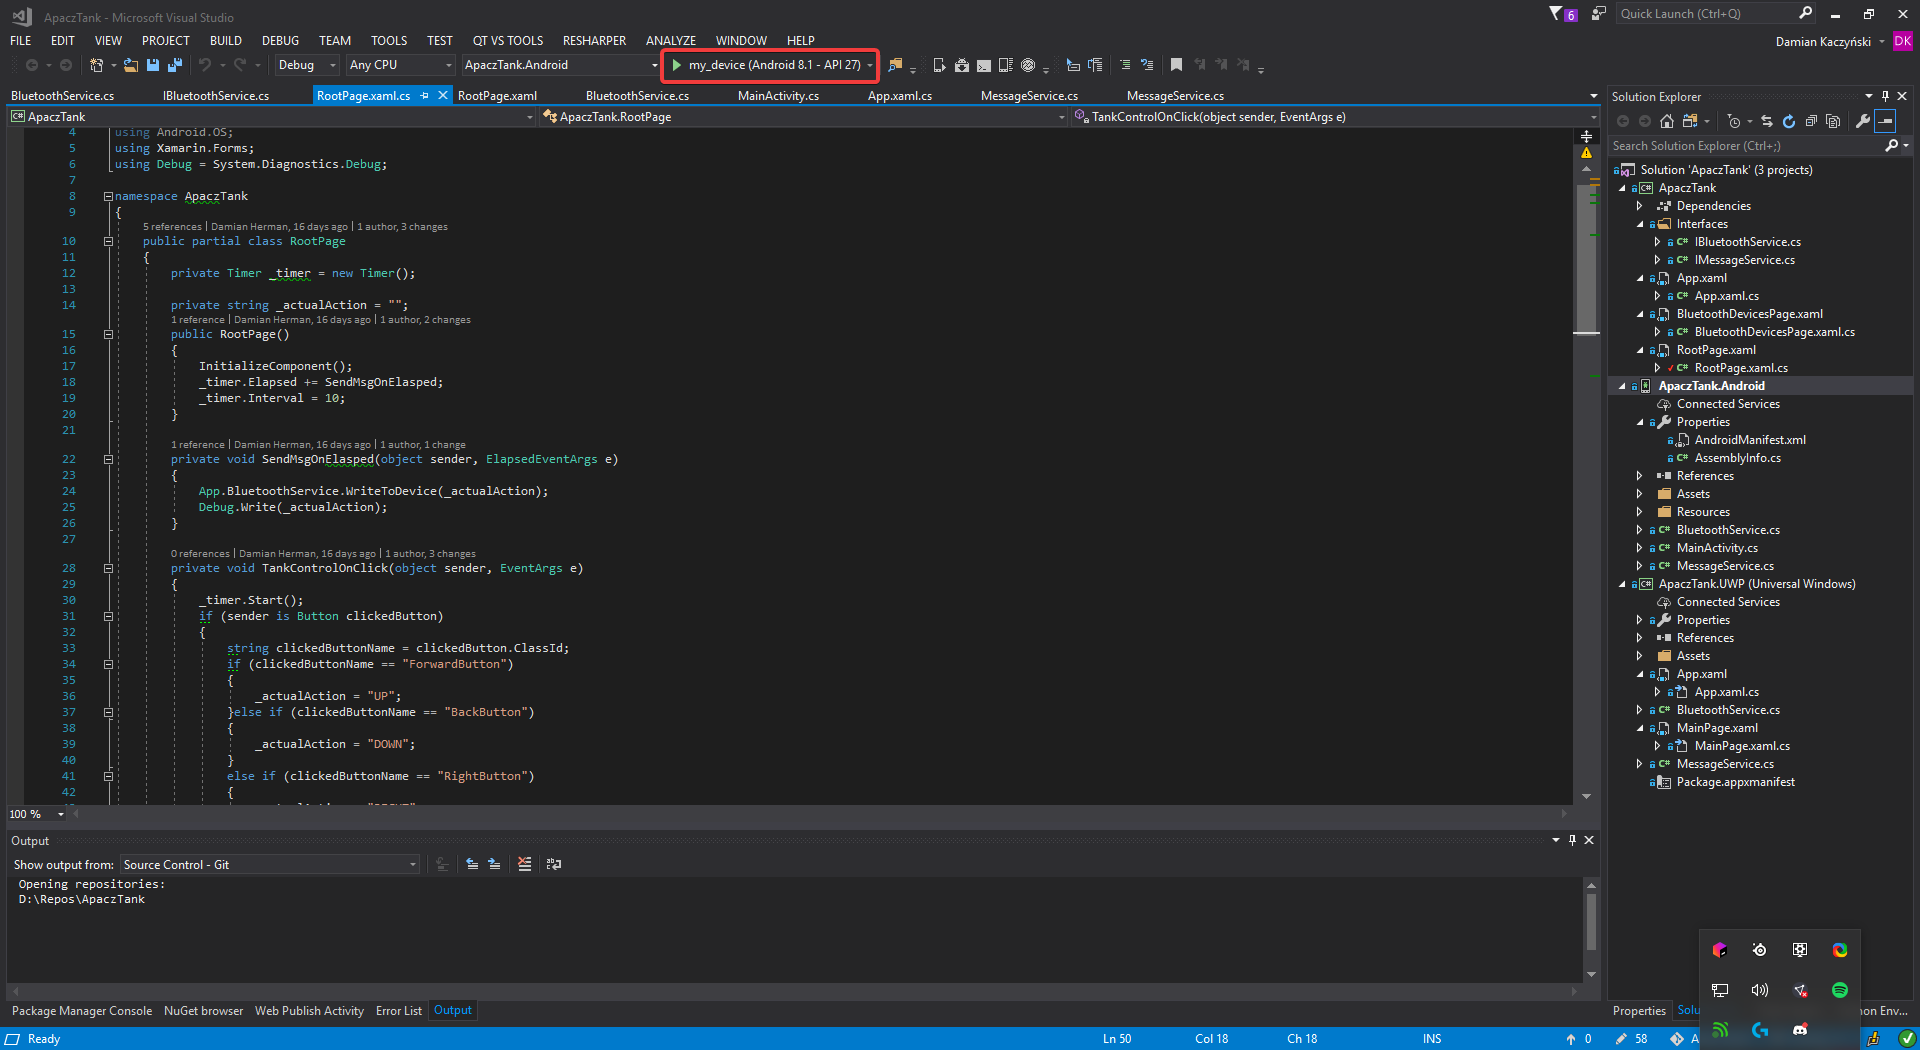 ApaczTank - Microsoft Visual Studio
6
Quick Launch (Ctrl+Q)
FILE EDIT VIEW PROJECT BUILD DEBUG TEAM TOOLS TEST QT VS TOOLS RESHARPER ANALYZE WINDOW HELP
Damian Kaczyński DK
Debug Any CPU ApaczTank.Android my_device (Android 8.1 - API 27)
BluetoothService.cs IBluetoothService.cs RootPage.xaml.cs RootPage.xaml BluetoothService.cs MainActivity.cs App.xaml.cs MessageService.cs MessageService.cs
ApaczTank ApaczTank.RootPage TankControlOnClick(object sender, EventArgs e)
4 using Android.OS;
5 using Xamarin.Forms;
6 using Debug = System.Diagnostics.Debug;
7
8 namespace ApaczTank
9 {
5 references | Damian Herman, 16 days ago | 1 author, 3 changes
10 public partial class RootPage
11 {
12 private Timer _timer = new Timer();
13
14 private string _actualAction = "";
1 reference | Damian Herman, 16 days ago | 1 author, 2 changes
15 public RootPage()
16 {
17 InitializeComponent();
18 _timer.Elapsed += SendMsgOnElasped;
19 _timer.Interval = 10;
20 }
21
1 reference | Damian Herman, 16 days ago | 1 author, 1 change
22 private void SendMsgOnElasped(object sender, ElapsedEventArgs e)
23 {
24 App.BluetoothService.WriteToDevice(_actualAction);
25 Debug.Write(_actualAction);
26 }
27
0 references | Damian Herman, 16 days ago | 1 author, 3 changes
28 private void TankControlOnClick(object sender, EventArgs e)
29 {
30 _timer.Start();
31 if (sender is Button clickedButton)
32 {
33 string clickedButtonName = clickedButton.ClassId;
34 if (clickedButtonName == "ForwardButton")
35 {
36 _actualAction = "UP";
37 }else if (clickedButtonName == "BackButton")
38 {
39 _actualAction = "DOWN";
40 }
41 else if (clickedButtonName == "RightButton")
42 {
100 %
Output
Show output from: Source Control - Git
Opening repositories:
D:\Repos\ApaczTank
Package Manager Console NuGet browser Web Publish Activity Error List Output
Solution Explorer
Search Solution Explorer (Ctrl+;)
Solution 'ApaczTank' (3 projects)
C# ApaczTank
Dependencies
Interfaces
C# IBluetoothService.cs
C# IMessageService.cs
App.xaml
C# App.xaml.cs
BluetoothDevicesPage.xaml
C# BluetoothDevicesPage.xaml.cs
RootPage.xaml
C# RootPage.xaml.cs
ApaczTank.Android
Connected Services
Properties
AndroidManifest.xml
C# AssemblyInfo.cs
References
Assets
Resources
C# BluetoothService.cs
C# MainActivity.cs
C# MessageService.cs
C# ApaczTank.UWP (Universal Windows)
Connected Services
Properties
References
Assets
App.xaml
App.xaml.cs
C# BluetoothService.cs
MainPage.xaml
MainPage.xaml.cs
C# MessageService.cs
Package.appxmanifest
Properties Solu
on Env...
Ready Ln 50 Col 18 Ch 18 INS 0 58 A